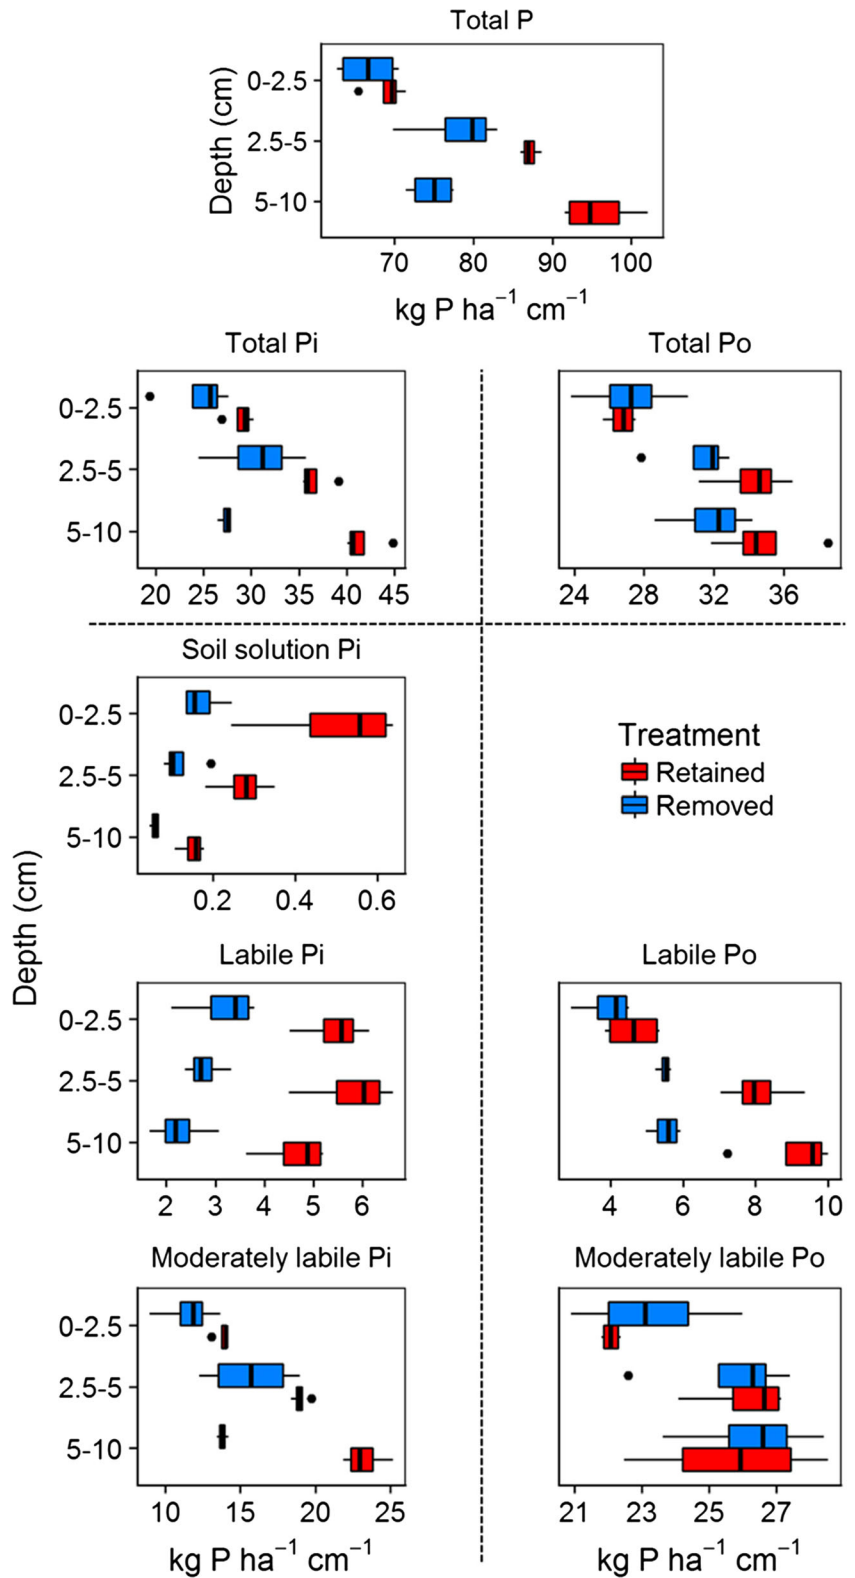 Total P
Depth (cm)
0-2.5
2.5-5
5-10
70 80 90 100
kg P ha⁻¹ cm⁻¹
Total Pi
Total Po
0-2.5
2.5-5
5-10
20 25 30 35 40 45
24 28 32 36
Soil solution Pi
0-2.5
2.5-5
5-10
0.2 0.4 0.6
Treatment
Retained
Removed
Depth (cm)
Labile Pi
Labile Po
0-2.5
2.5-5
5-10
2 3 4 5 6
4 6 8 10
Moderately labile Pi
Moderately labile Po
0-2.5
2.5-5
5-10
10 15 20 25
21 23 25 27
kg P ha⁻¹ cm⁻¹
kg P ha⁻¹ cm⁻¹